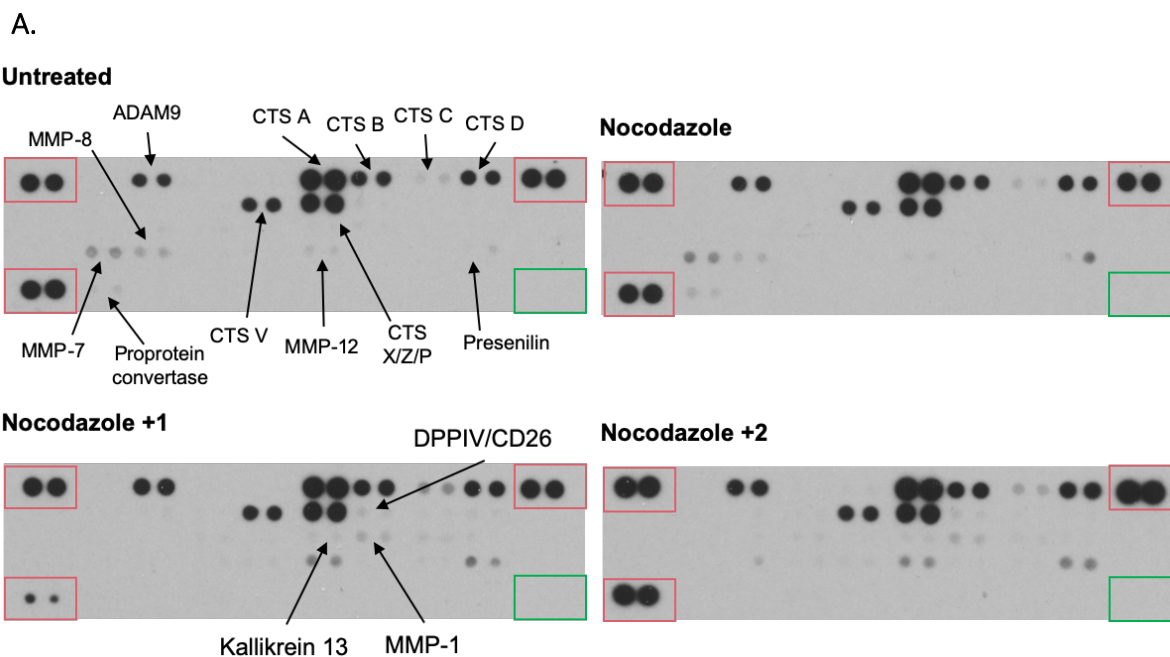 A.
Untreated
ADAM9
MMP-8
CTS A
CTS B
CTS C
CTS D
Nocodazole
CTS V
MMP-12
CTS
X/Z/P
Presenilin
MMP-7
Proprotein
convertase
Nocodazole +1
DPPIV/CD26
Nocodazole +2
Kallikrein 13
MMP-1